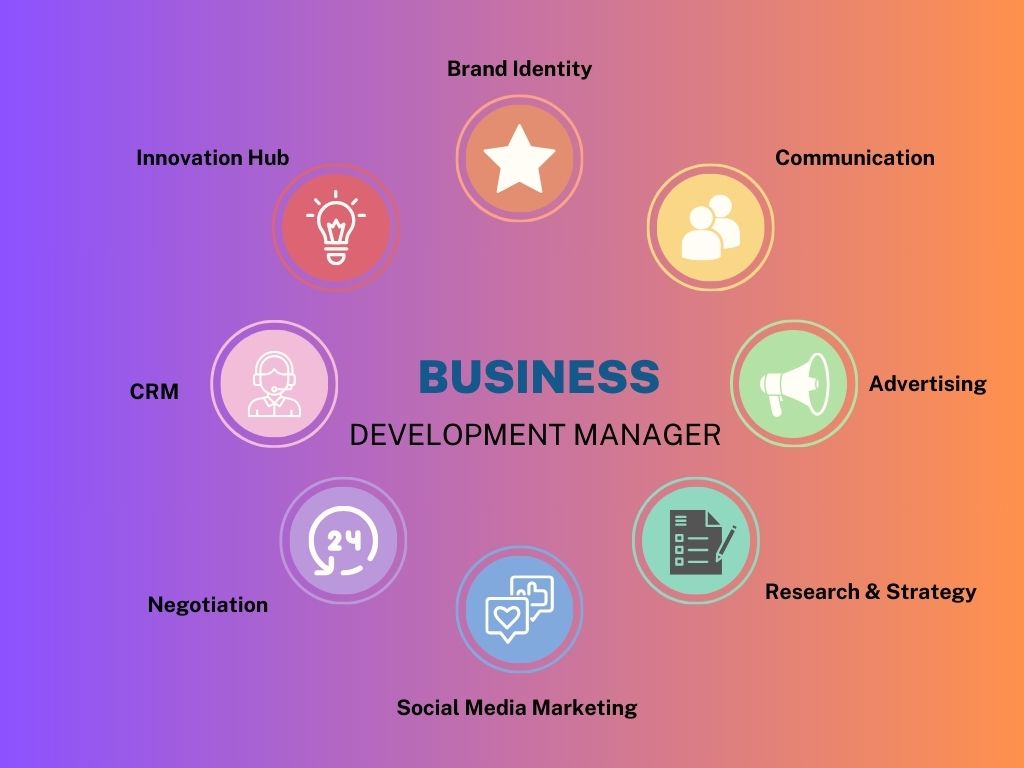 Brand Identity
Innovation Hub
Communication
BUSINESS
DEVELOPMENT MANAGER
CRM
Advertising
24
Negotiation
Research & Strategy
Social Media Marketing